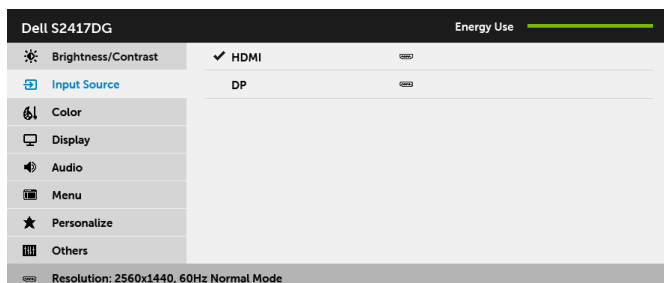 Dell S2417DG Energy Use
Brightness/Contrast HDMI
Input Source DP
Color
Display
Audio
Menu
Personalize
Others
Resolution: 2560x1440, 60Hz Normal Mode